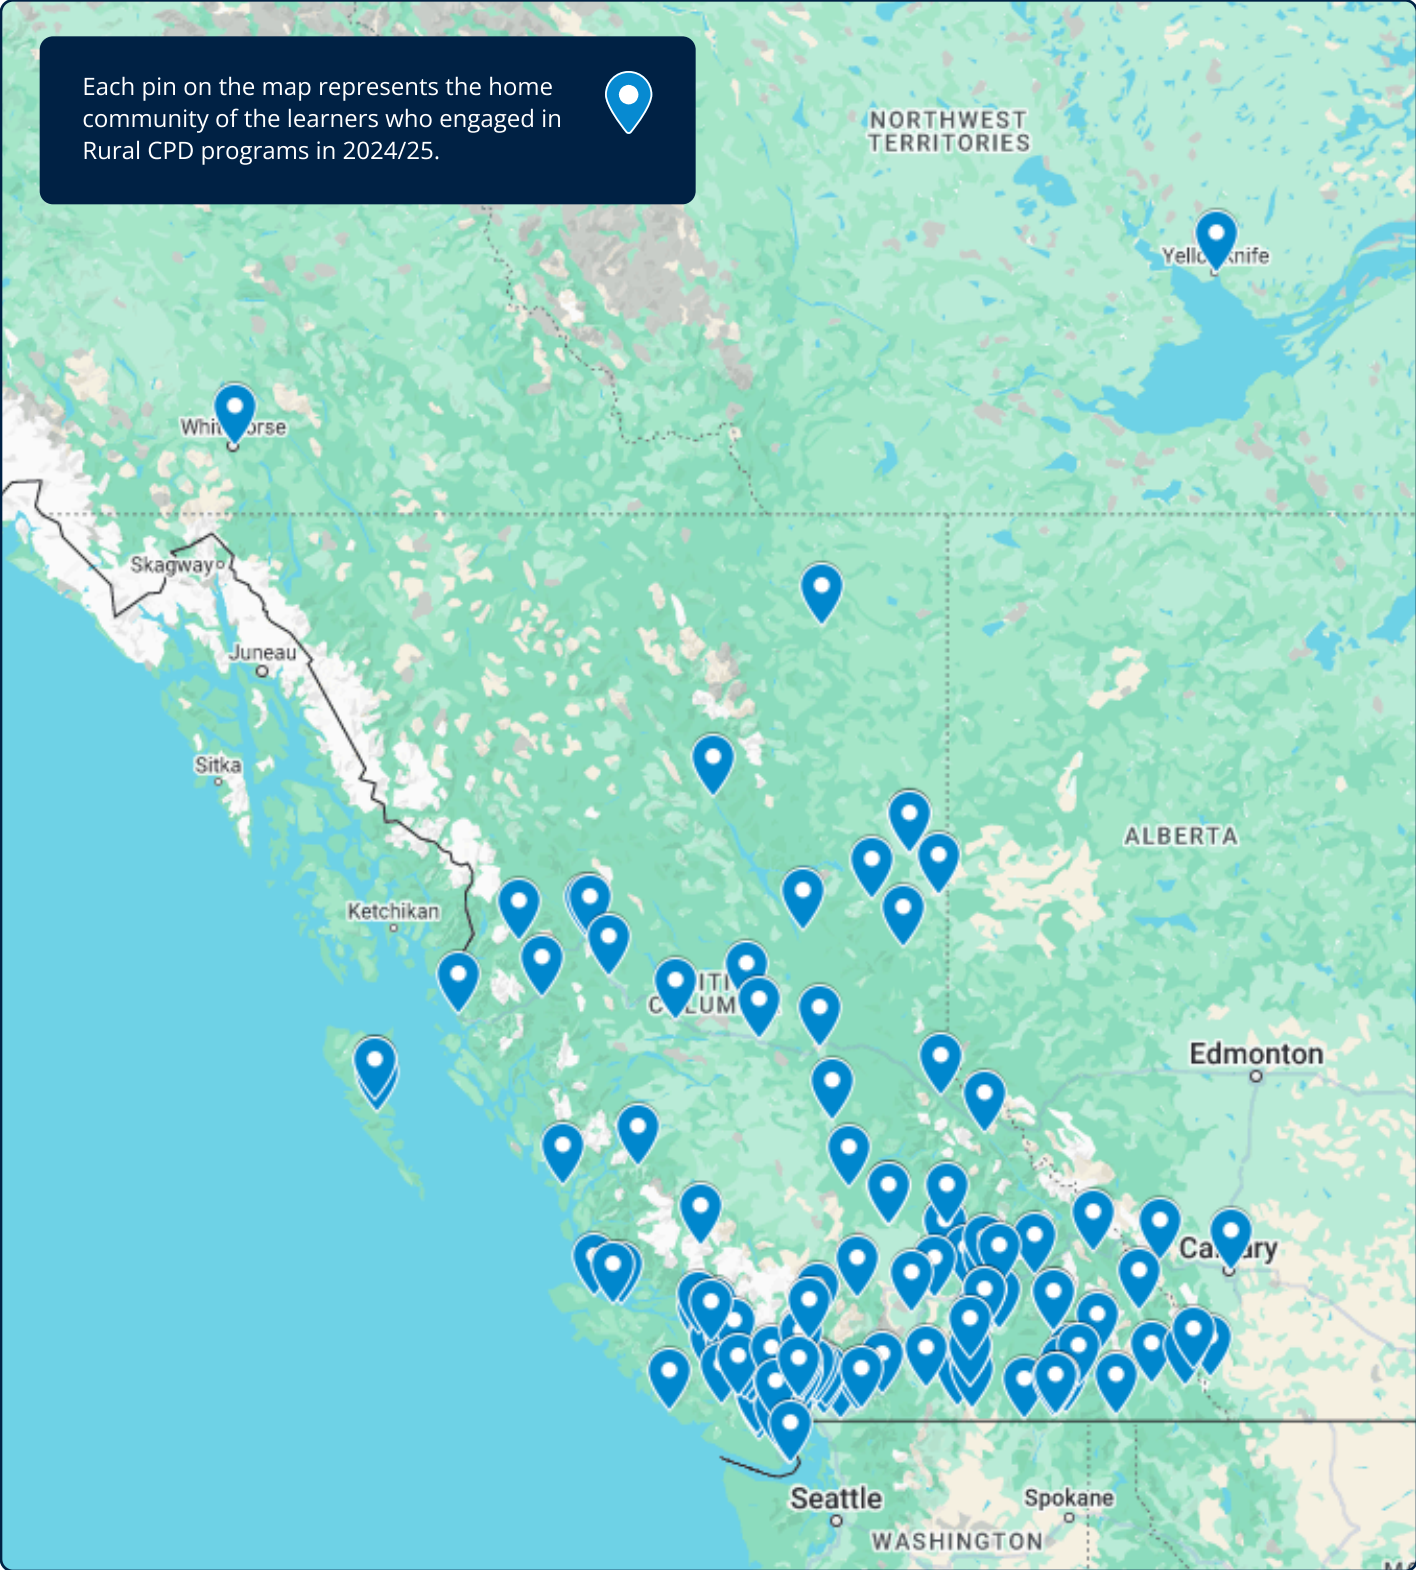 Each pin on the map represents the home
community of the learners who engaged in
Rural CPD programs in 2024/25.
NORTHWEST
TERRITORIES
Skagway
Juneau
Sitka
ALBERTA
Ketchikan
Edmonton
Seattle
Spokane
WASHINGTON